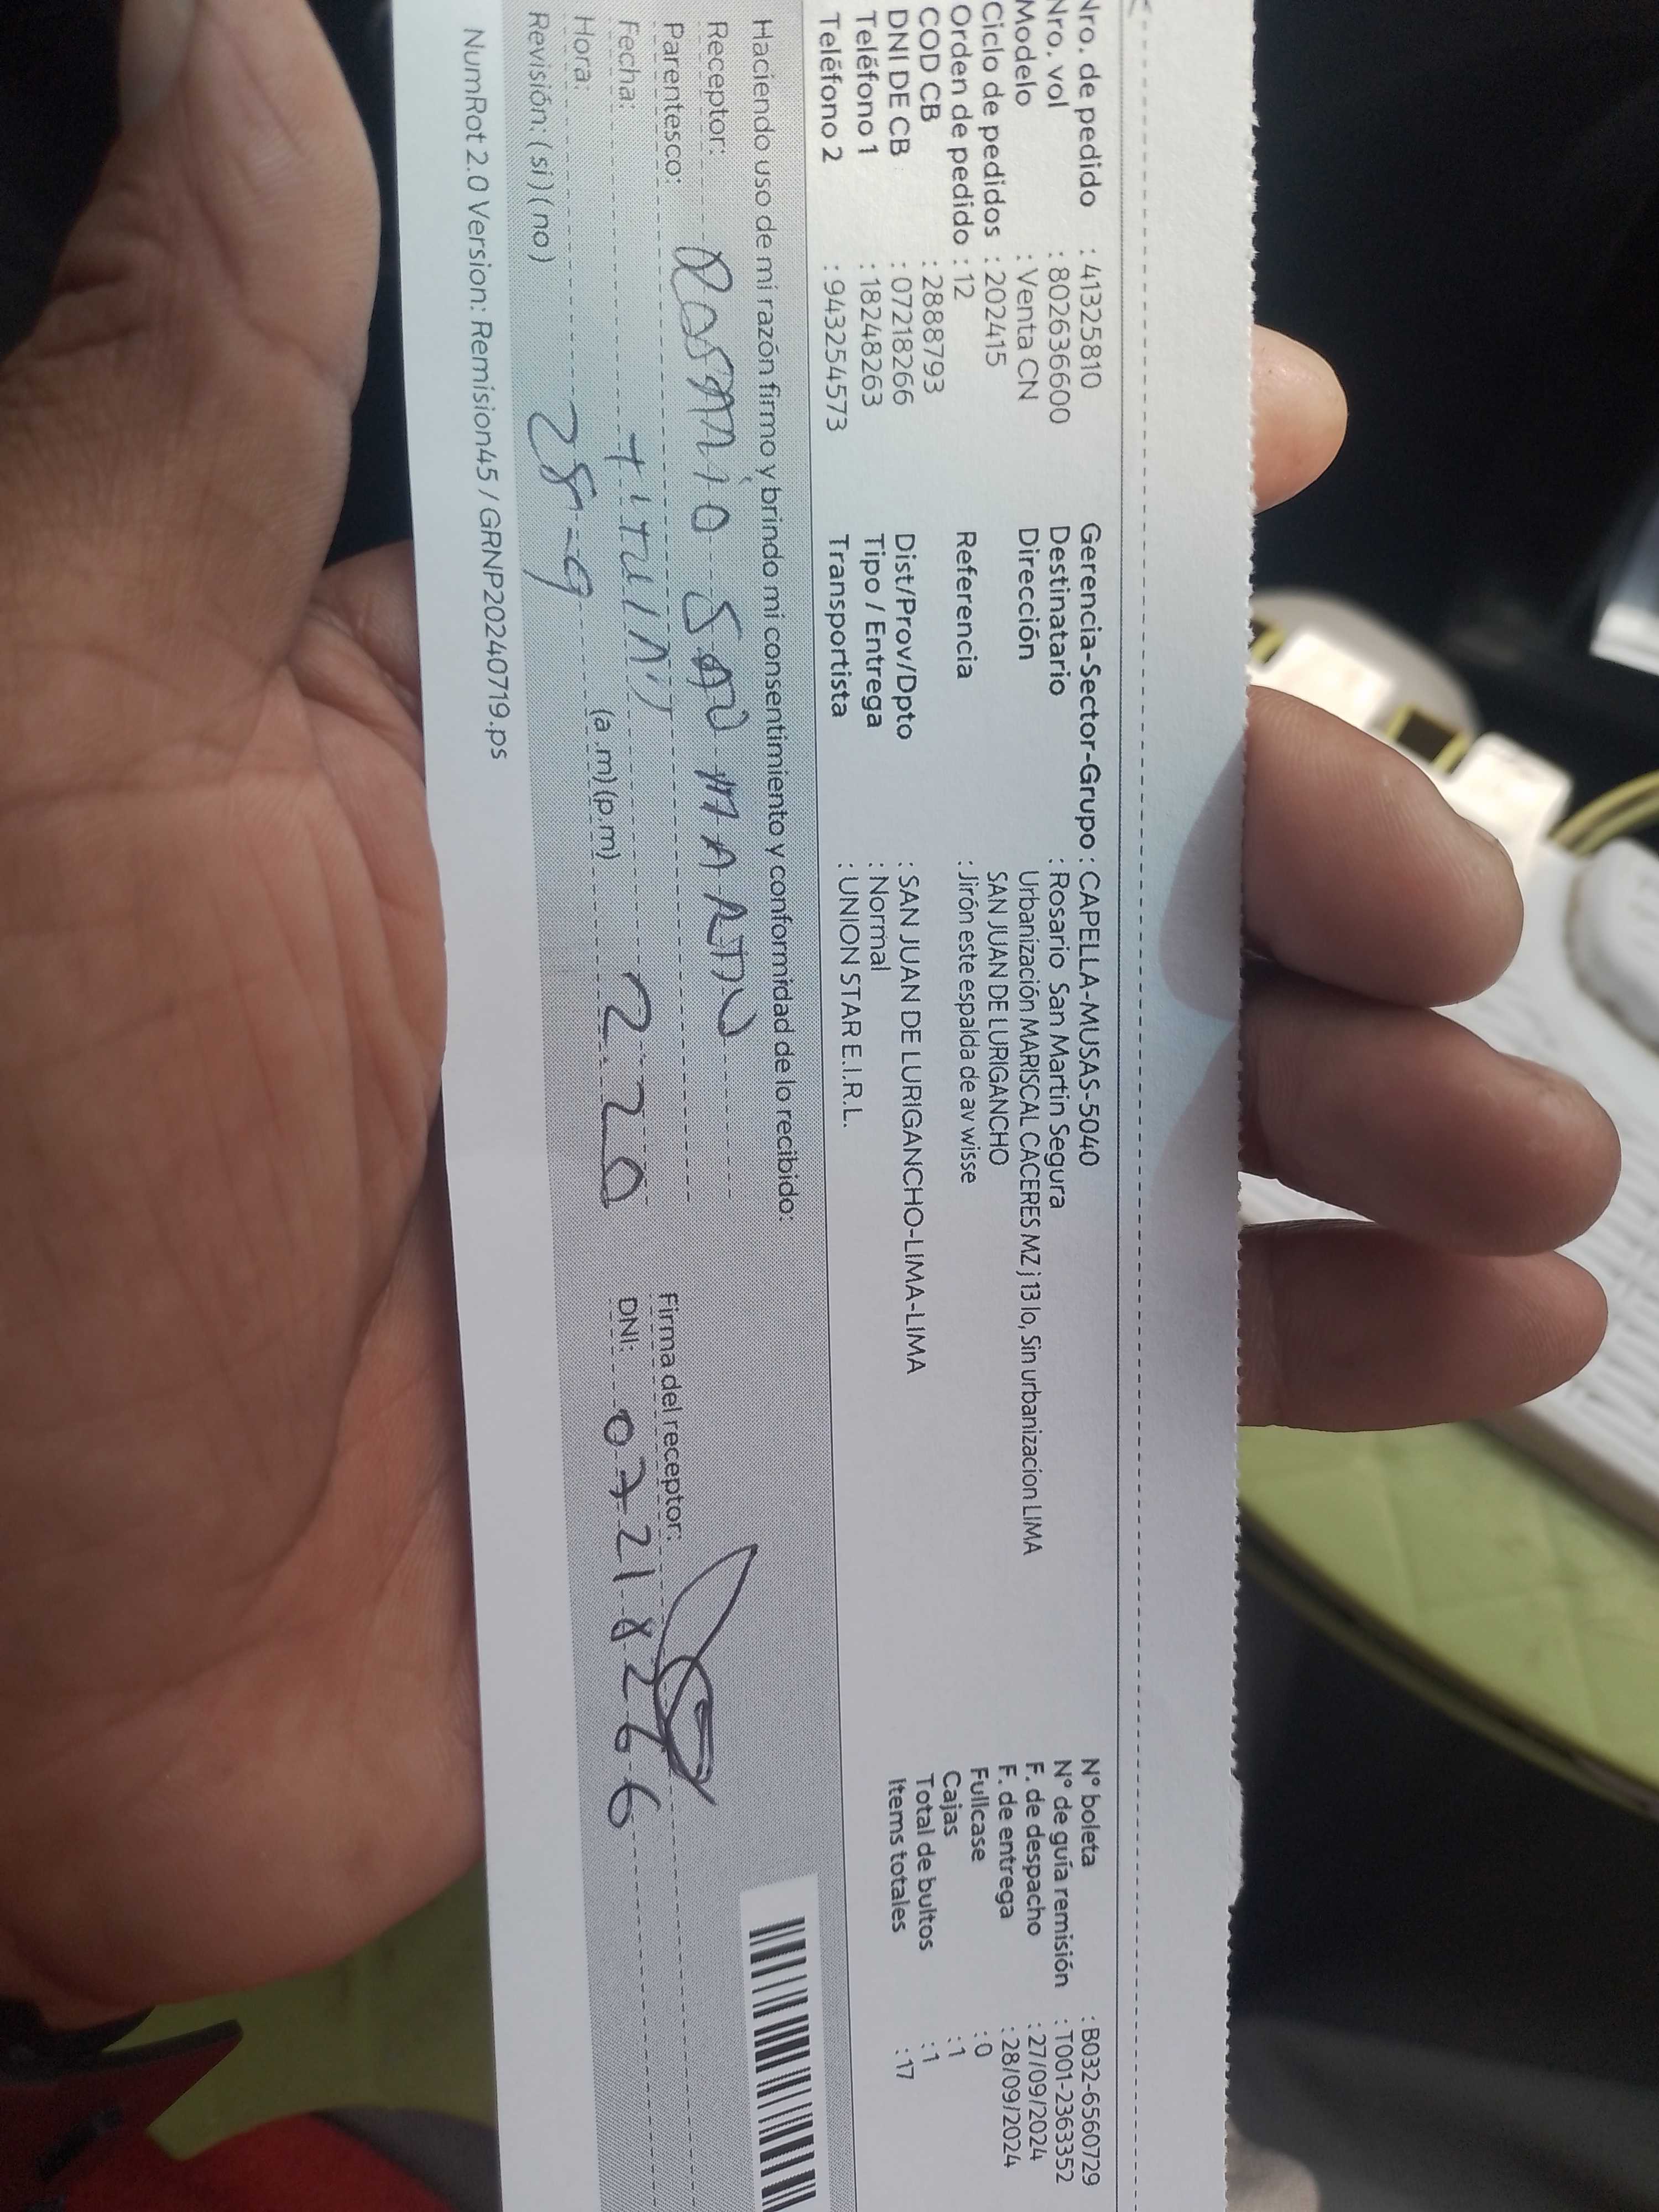 Nro. de pedido : 41325810
Nro. vol : 802636600
Modelo : Venta CN
Ciclo de pedidos : 202415
Orden de pedido : 12
COD CB : 2888793
DNI DE CB : 07218266
Teléfono 1 : 18248263
Teléfono 2 : 943254573
Gerencia-Sector-Grupo : CAPELLA-MUSAS-5040
Destinatario : Rosario San Martin Segura
Dirección Urbanización MARISCAL CACERES MZ j 13 lo, Sin urbanizacion LIMA
SAN JUAN DE LURIGANCHO
Referencia : Jirón este espalda de av wisse
Dist/Prov/Dpto : SAN JUAN DE LURIGANCHO-LIMA-LIMA
Tipo / Entrega : Normal
Transportista : UNION STAR E.I.R.L.
N° boleta : B032-6560729
N° de guía remisión : T001-2363352
F. de despacho : 27/09/2024
F. de entrega : 28/09/2024
Fullcase : 0
Cajas : 1
Total de bultos : 1
Items totales : 17
Haciendo uso de mi razón firmo y brindo mi consentimiento y conformidad de lo recibido:
Receptor: Rosario SAN MARTIN
Parentesco: titular
Fecha: 28-9
Hora: (a.m)(p.m) 2.20
Revisión: (si)(no)
Firma del receptor:
DNI: 07218266
NumRot 2.0 Version: Remision45 / GRNP20240719.ps